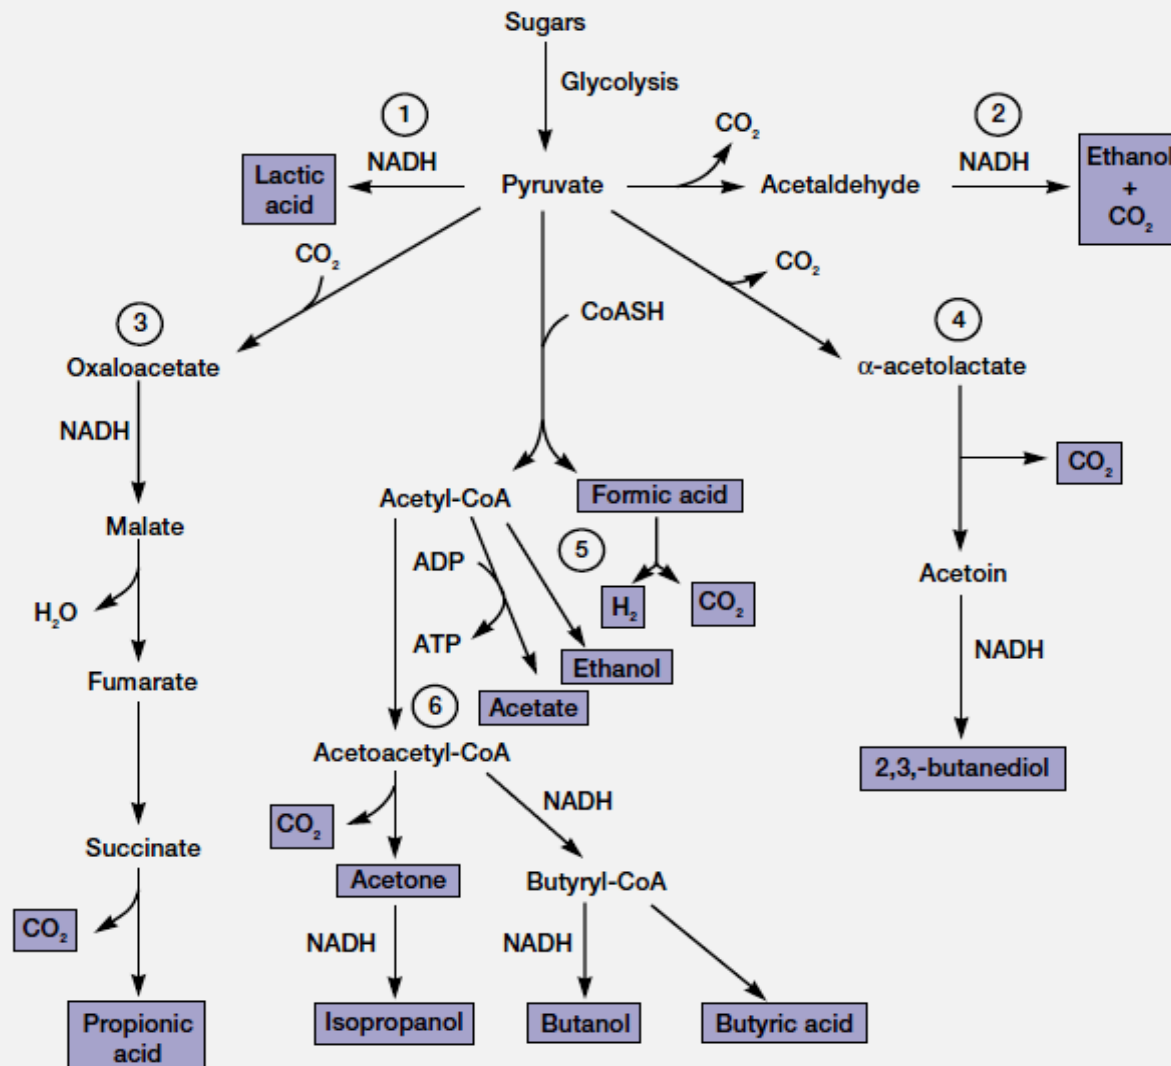 Sugars
Glycolysis
1
NADH
Lactic
acid
Pyruvate
CO₂
Acetaldehyde
2
NADH
Ethanol
+
CO₂
CO₂
CoASH
CO₂
3
Oxaloacetate
4
α-acetolactate
NADH
CO₂
Acetyl-CoA
Formic acid
Malate
ADP
5
Acetoin
H₂
CO₂
H₂O
ATP
NADH
Ethanol
Fumarate
Acetate
6
Acetoacetyl-CoA
2,3,-butanediol
NADH
CO₂
Succinate
Acetone
Butyryl-CoA
CO₂
NADH
NADH
Propionic
acid
Isopropanol
Butanol
Butyric acid